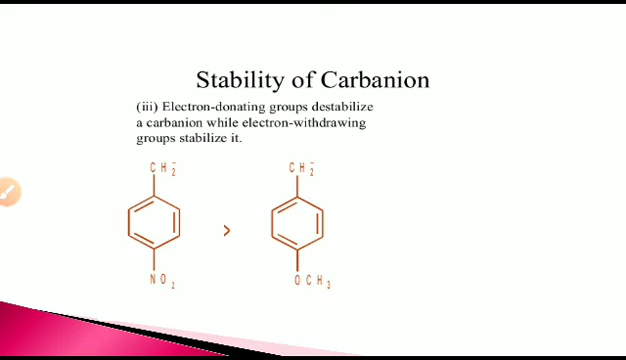 Stability of Carbanion
(iii) Electron-donating groups destabilize
a carbanion while electron-withdrawing
groups stabilize it.
CH₂⁻ CH₂⁻
>
NO₂ OCH₃